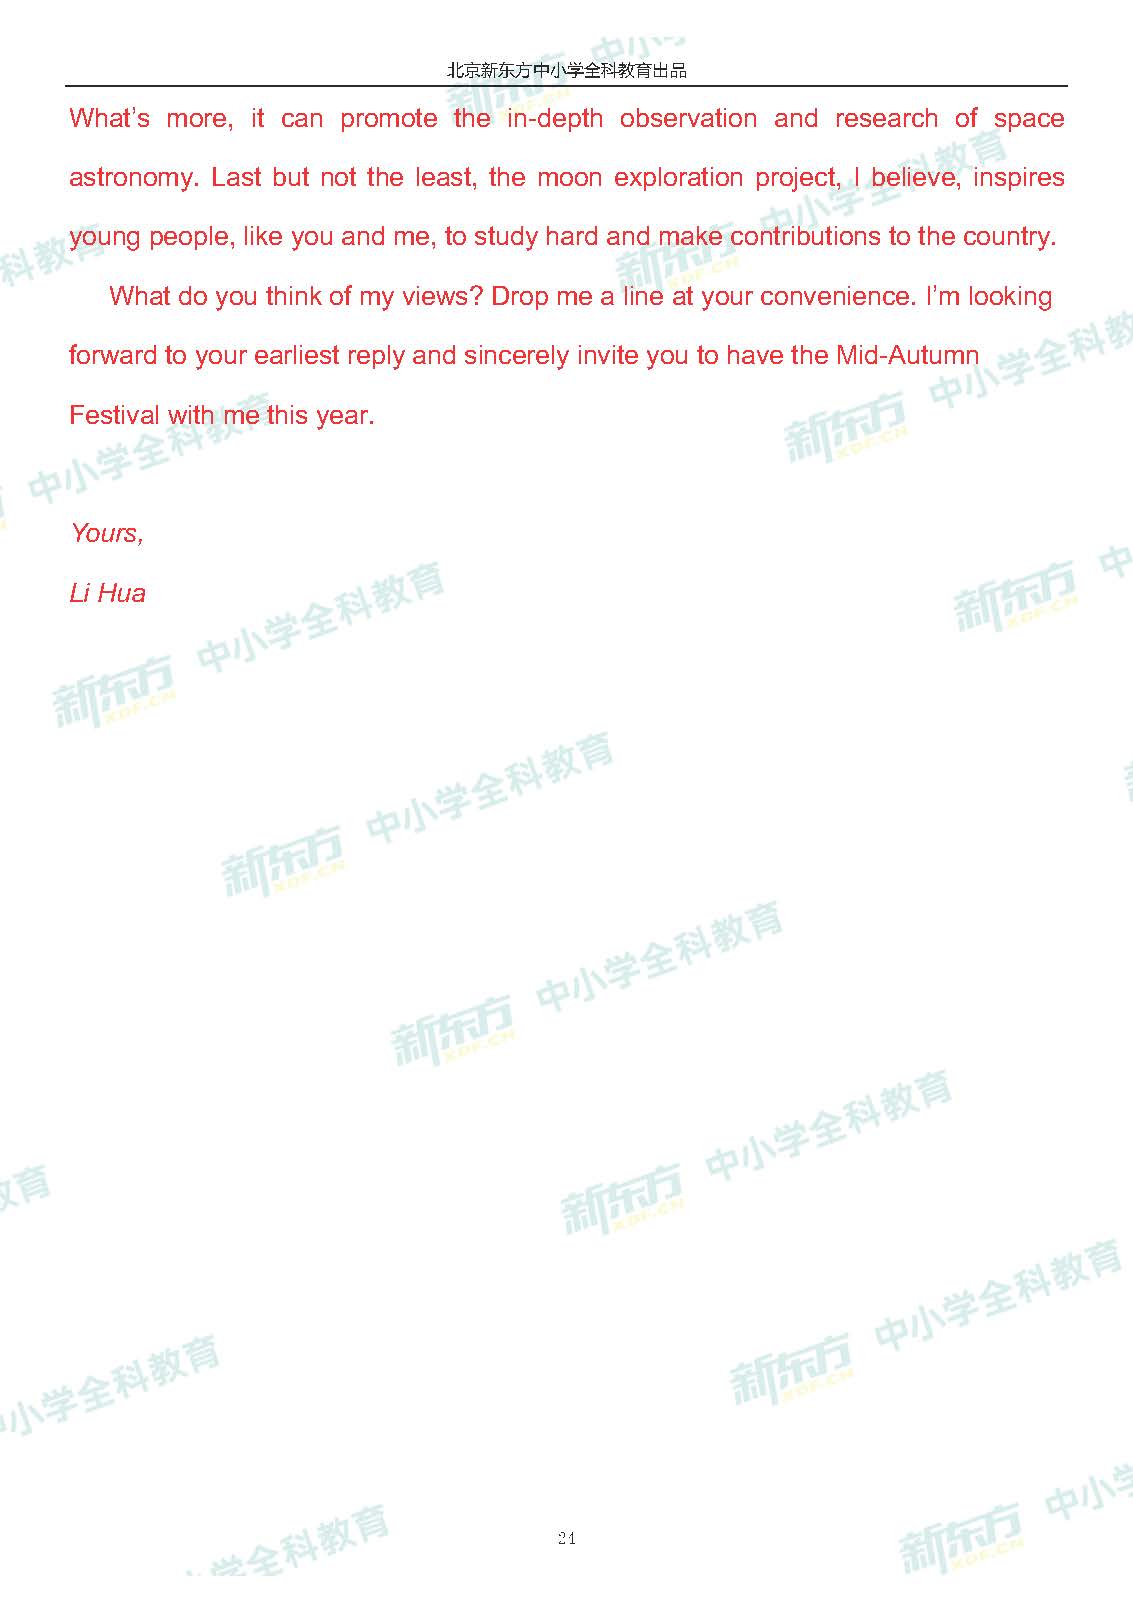 北京新东方中小学全科教育出品
What’s more, it can promote the in-depth observation and research of space
astronomy. Last but not the least, the moon exploration project, I believe, inspires
young people, like you and me, to study hard and make contributions to the country.
What do you think of my views? Drop me a line at your convenience. I’m looking
forward to your earliest reply and sincerely invite you to have the Mid-Autumn
Festival with me this year.
Yours,
Li Hua
新东方 XDF.CN 中小学全科教育
24